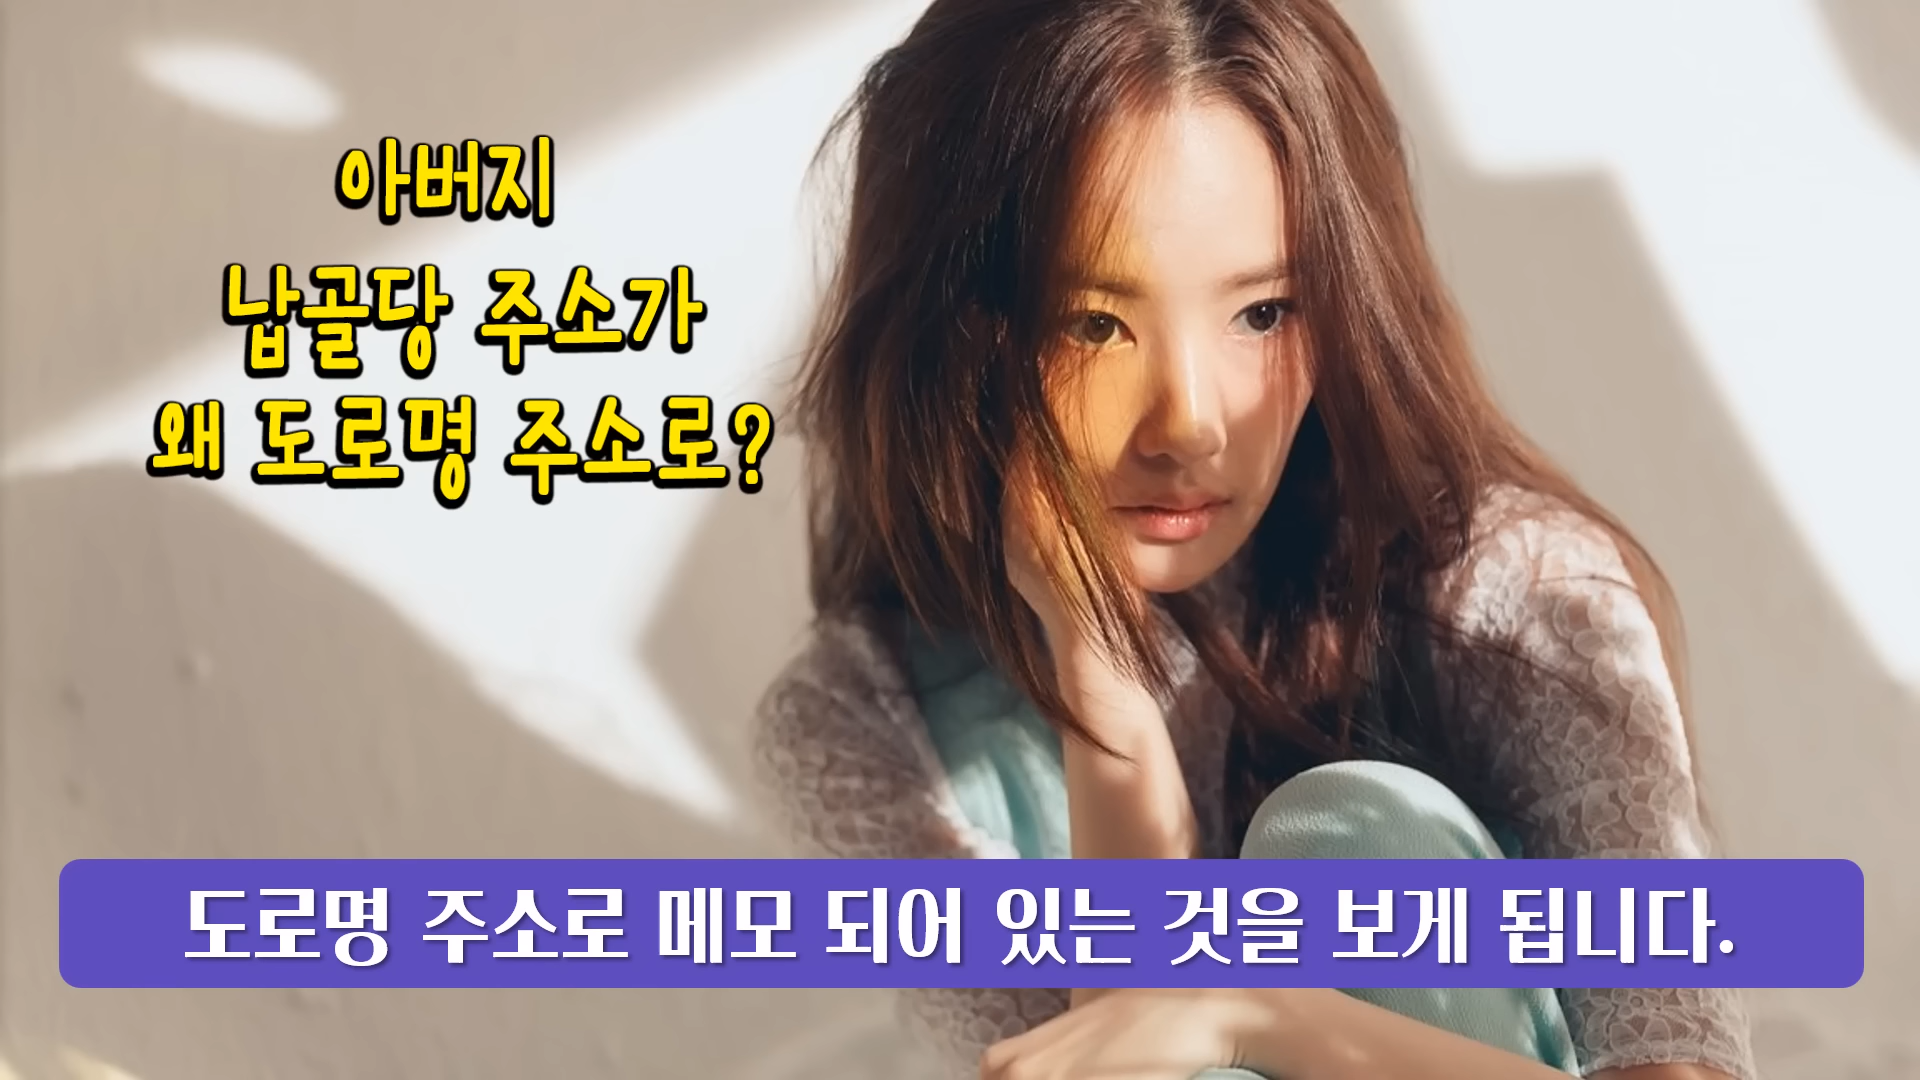 아버지
납골당 주소가
왜 도로명 주소로?
도로명 주소로 메모 되어 있는 것을 보게 됩니다.